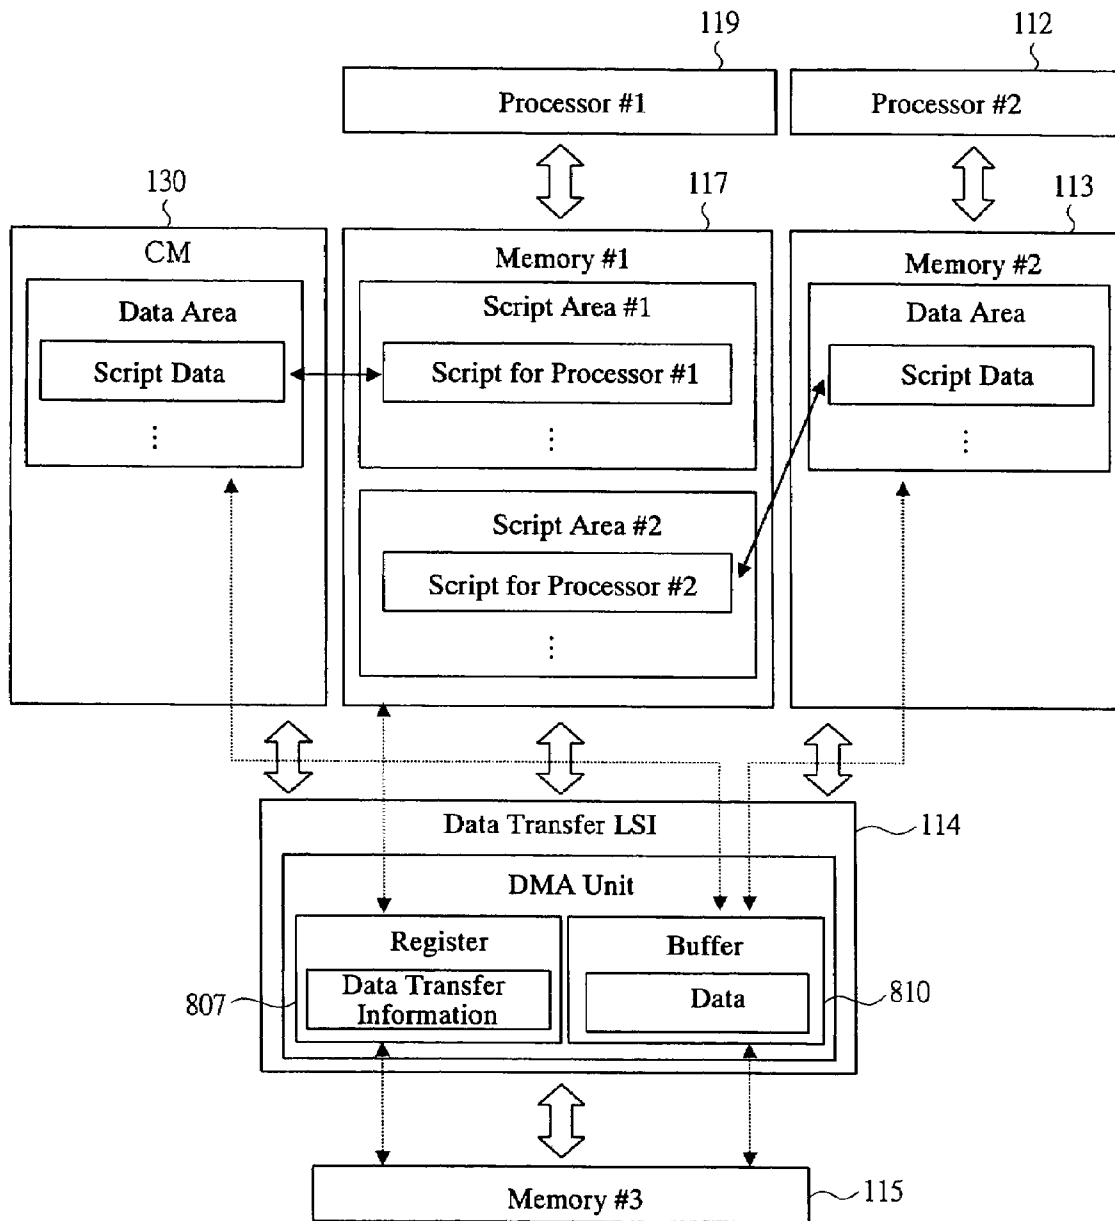 119
112
Processor #1
Processor #2
130
117
113
CM
Memory #1
Memory #2
Data Area
Script Area #1
Data Area
Script Data
Script for Processor #1
Script Data
⋮
⋮
⋮
Script Area #2
Script for Processor #2
⋮
Data Transfer LSI
114
DMA Unit
Register
Buffer
807
Data Transfer
Information
Data
810
Memory #3
115